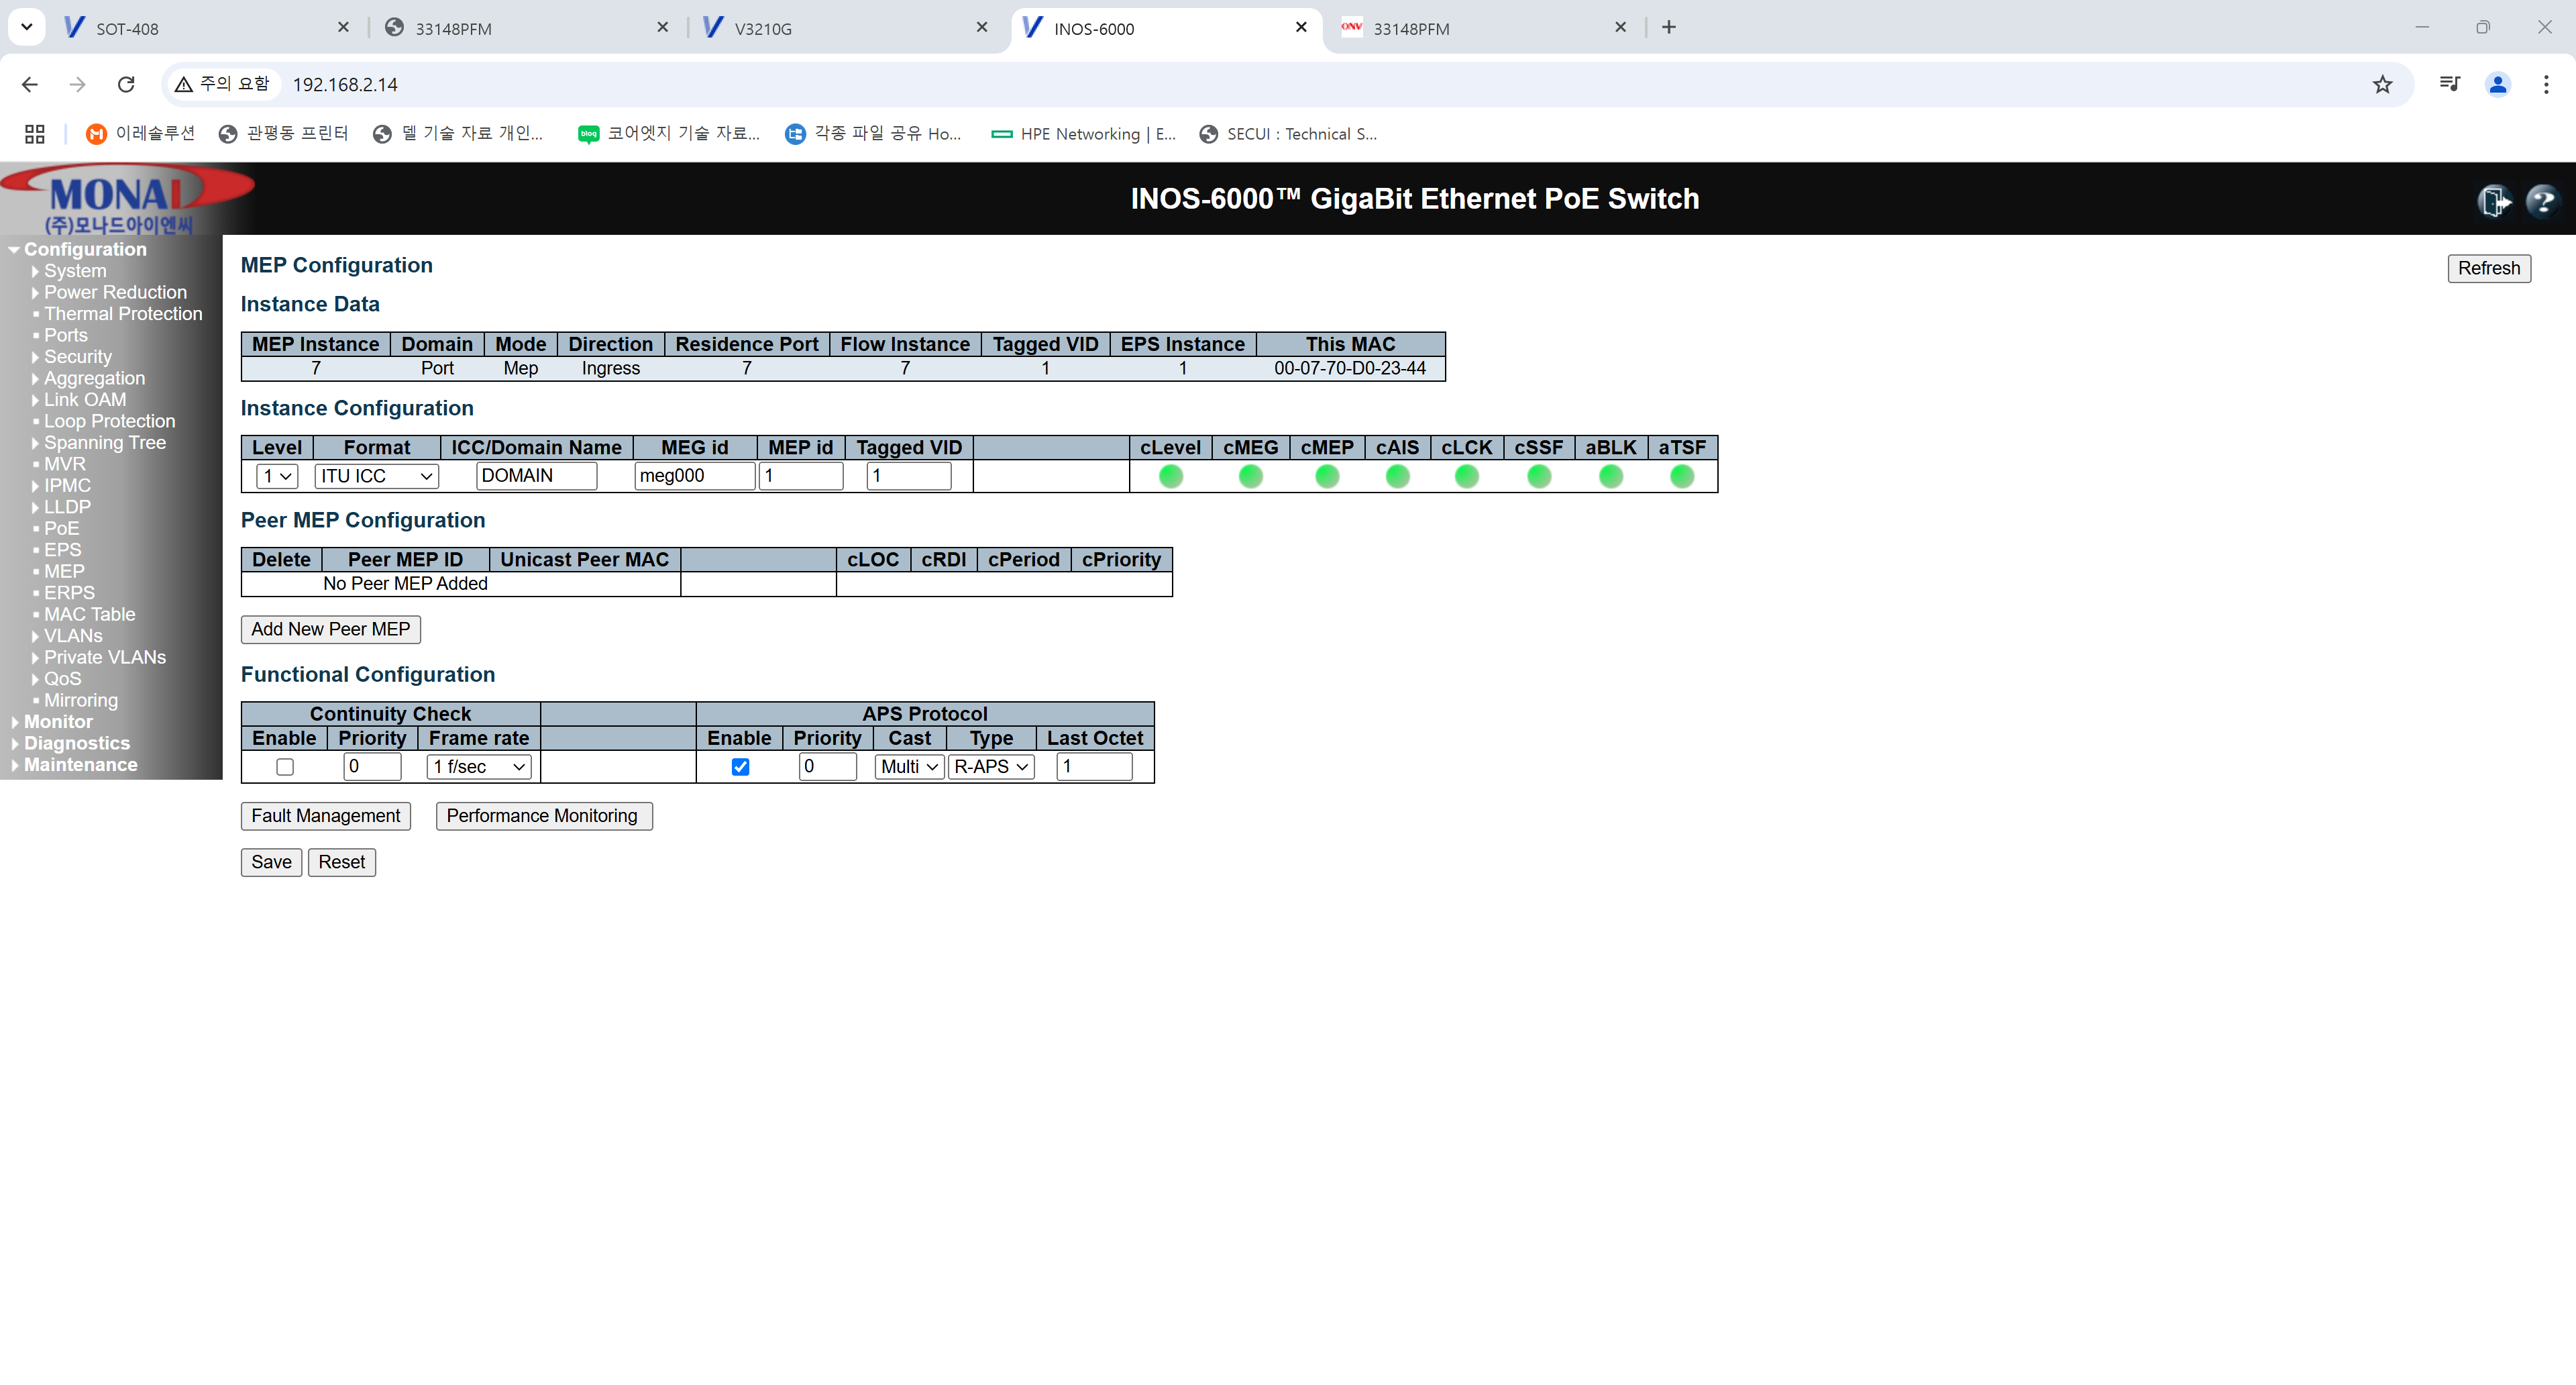 SOT-408
33148PFM
V3210G
INOS-6000
ONV 33148PFM
주의 요함 192.168.2.14
이레솔루션
관평동 프린터
델 기술 자료 개인...
blog 코어엣지 기술 자료...
각종 파일 공유 Ho...
HPE Networking | E...
SECUI : Technical S...
MONAD
(주)모나드아이앤씨
INOS-6000™ GigaBit Ethernet PoE Switch
Configuration
System
Power Reduction
Thermal Protection
Ports
Security
Aggregation
Link OAM
Loop Protection
Spanning Tree
MVR
IPMC
LLDP
PoE
EPS
MEP
ERPS
MAC Table
VLANs
Private VLANs
QoS
Mirroring
Monitor
Diagnostics
Maintenance
MEP Configuration
Refresh
Instance Data
MEP Instance Domain Mode Direction Residence Port Flow Instance Tagged VID EPS Instance This MAC
7 Port Mep Ingress 7 7 1 1 00-07-70-D0-23-44
Instance Configuration
Level Format ICC/Domain Name MEG id MEP id Tagged VID cLevel cMEG cMEP cAIS cLCK cSSF aBLK aTSF
1 ITU ICC DOMAIN meg000 1 1
Peer MEP Configuration
Delete Peer MEP ID Unicast Peer MAC cLOC cRDI cPeriod cPriority
No Peer MEP Added
Add New Peer MEP
Functional Configuration
Continuity Check APS Protocol
Enable Priority Frame rate Enable Priority Cast Type Last Octet
0 1 f/sec 0 Multi R-APS 1
Fault Management Performance Monitoring
Save Reset